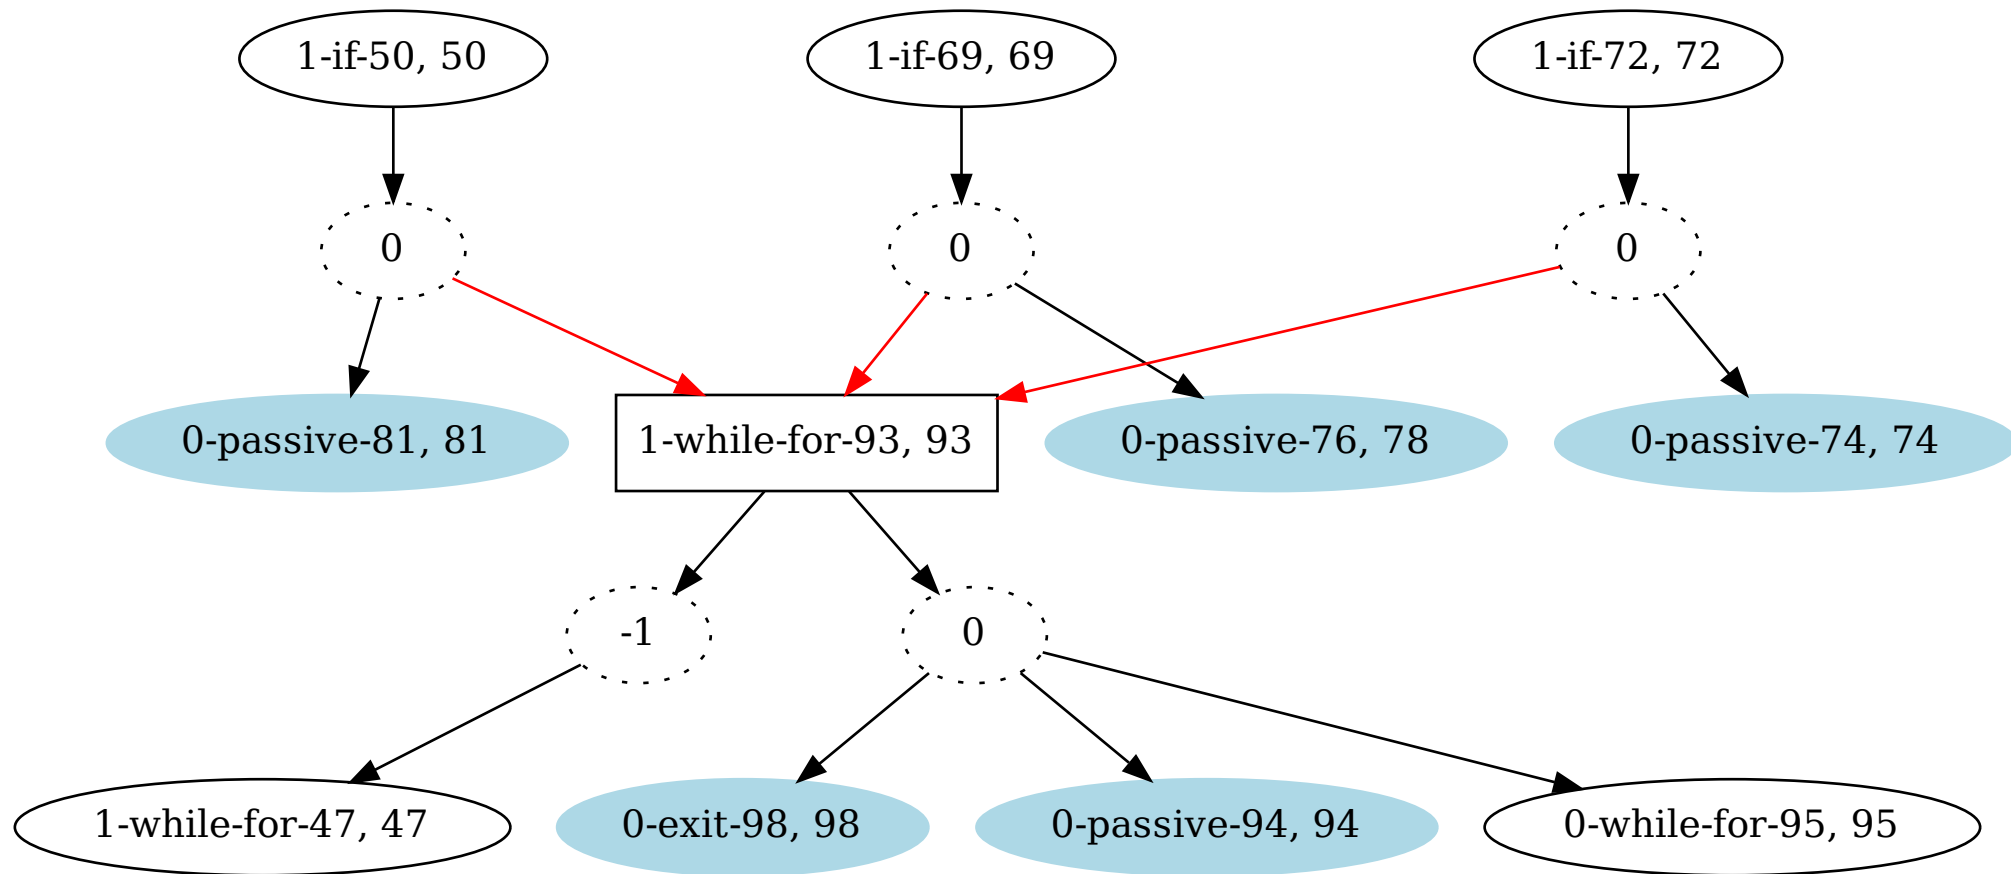 1-if-50, 50
1-if-69, 69
1-if-72, 72
0
0
0
0-passive-81, 81
1-while-for-93, 93
0-passive-76, 78
0-passive-74, 74
-1
0
1-while-for-47, 47
0-exit-98, 98
0-passive-94, 94
0-while-for-95, 95